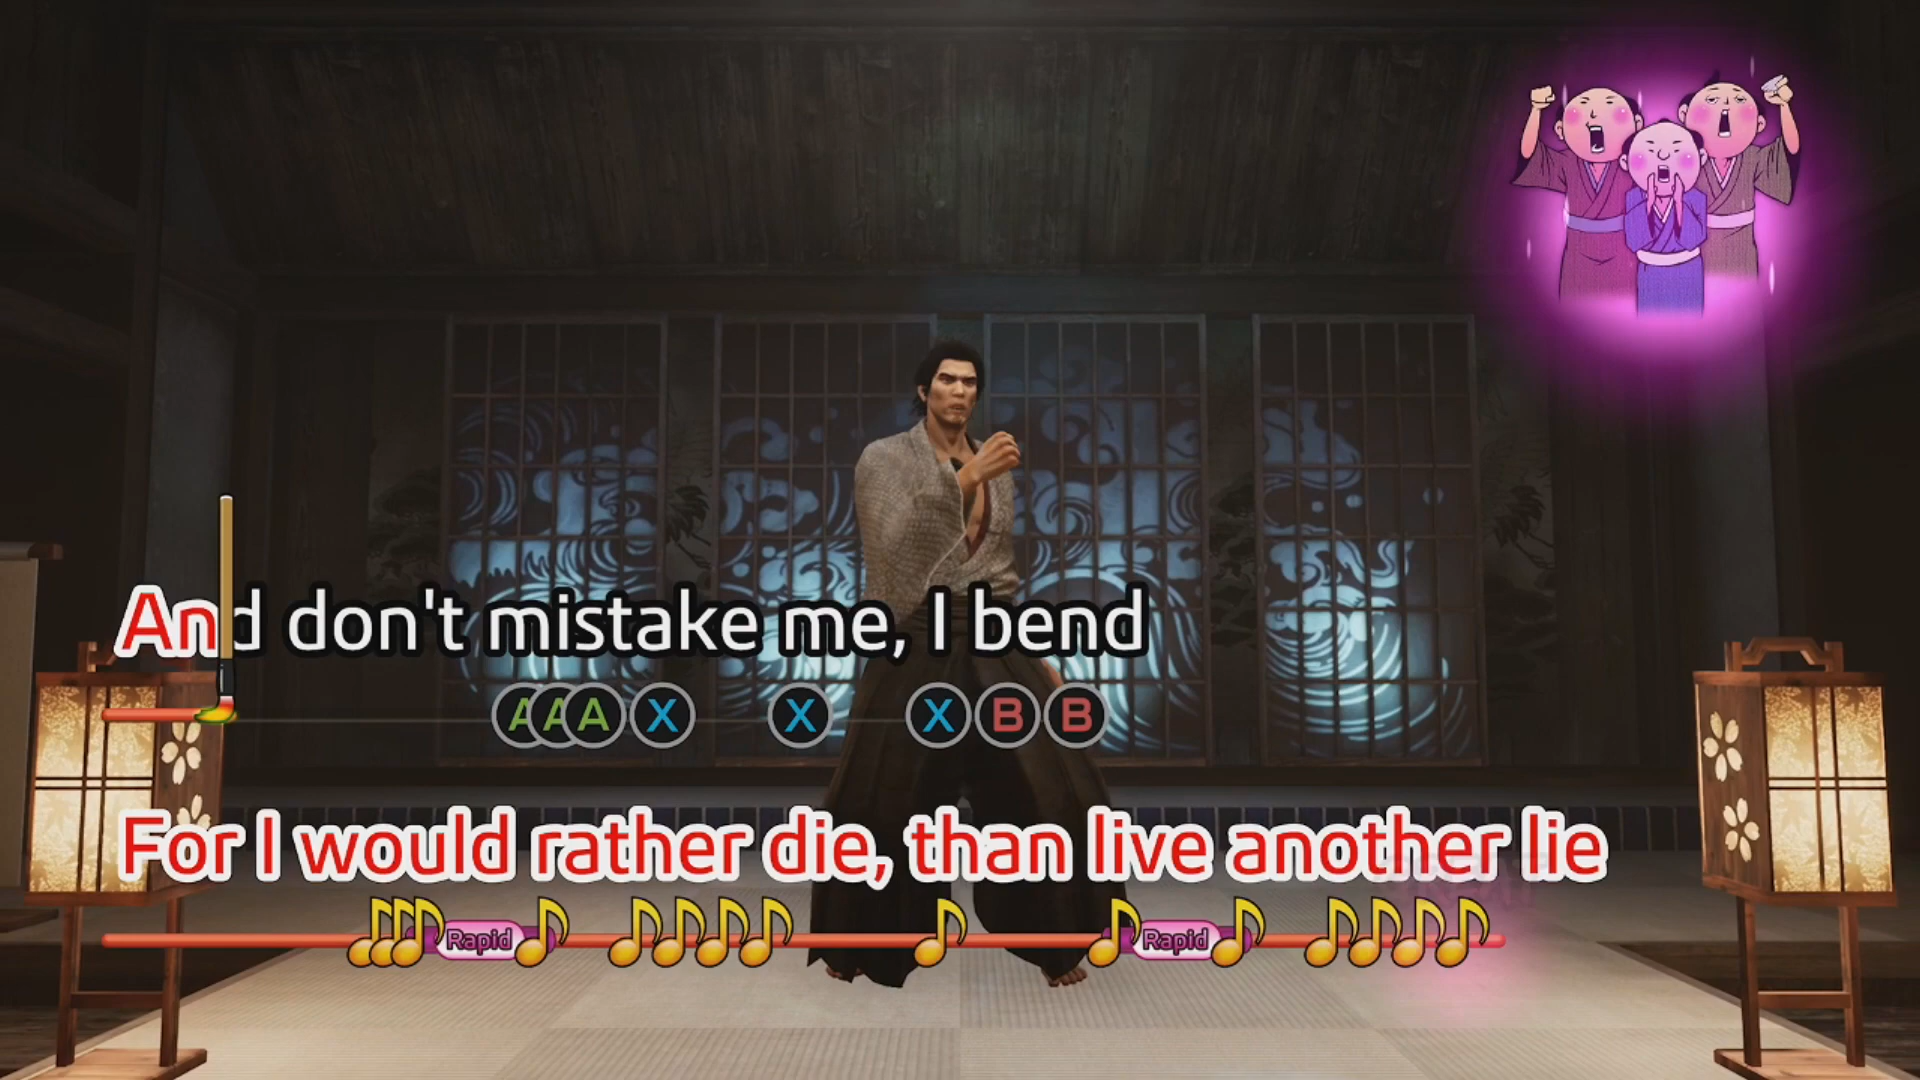 And don't mistake me, I bend
A A A X X X B B
For I would rather die, than live another lie
Rapid Rapid